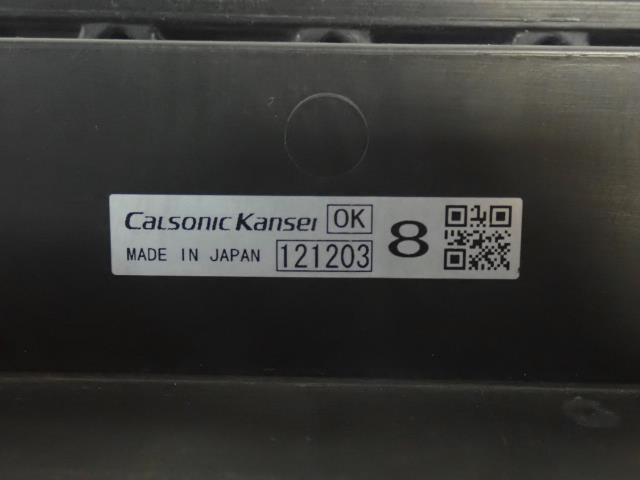 Calsonic Kansei OK
MADE IN JAPAN 121203 8